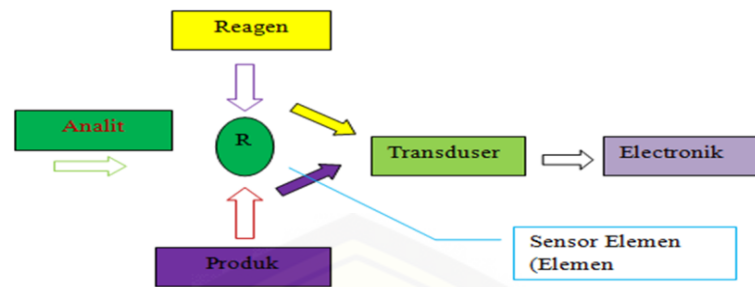 Reagen
Analit
R
Transduser
Electronik
Produk
Sensor Elemen
(Elemen